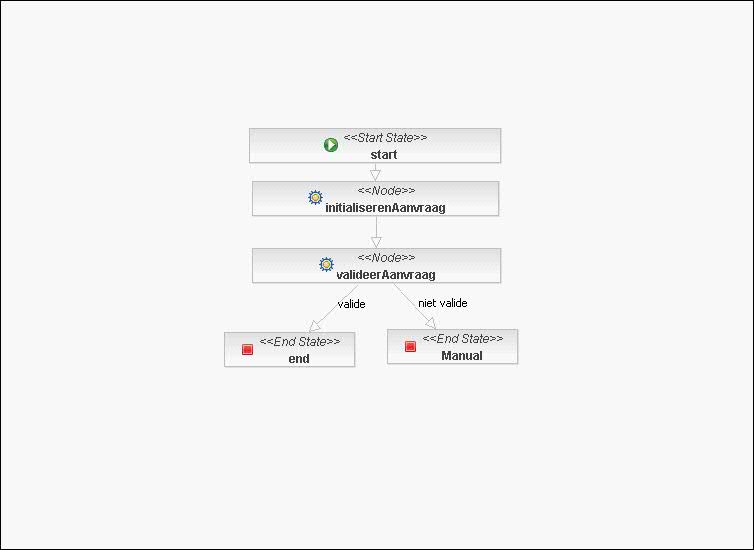 <<Start State>>
start
<<Node>>
initialiserenAanvraag
<<Node>>
valideerAanvraag
valide
niet valide
<<End State>>
end
<<End State>>
Manual